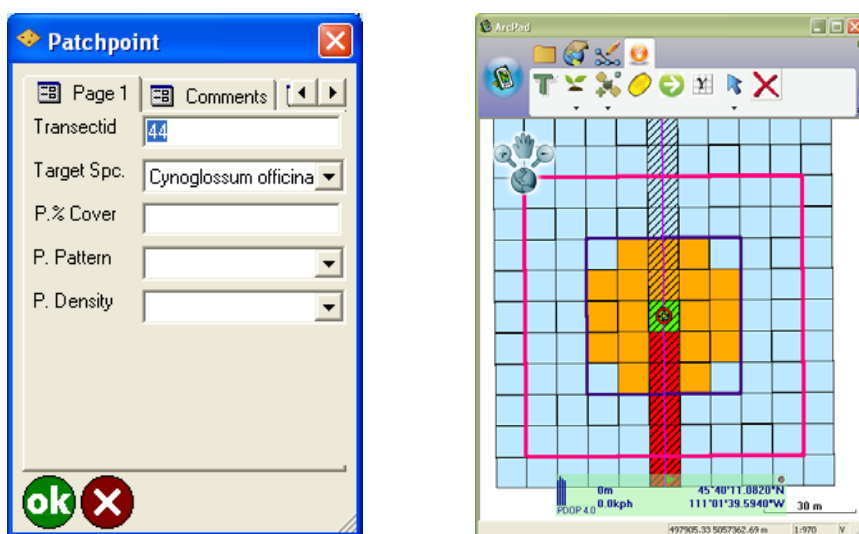 Patchpoint
Page 1 Comments
Transectid 44
Target Spc. Cynoglossum officina
P.% Cover
P. Pattern
P. Density
ok
ArcPad
0m 45°40'11.0820"N
PDOP 4.0 0.0kph 111°01'39.5940"W 30 m
497905.33 5057362.69 m 1:970 V